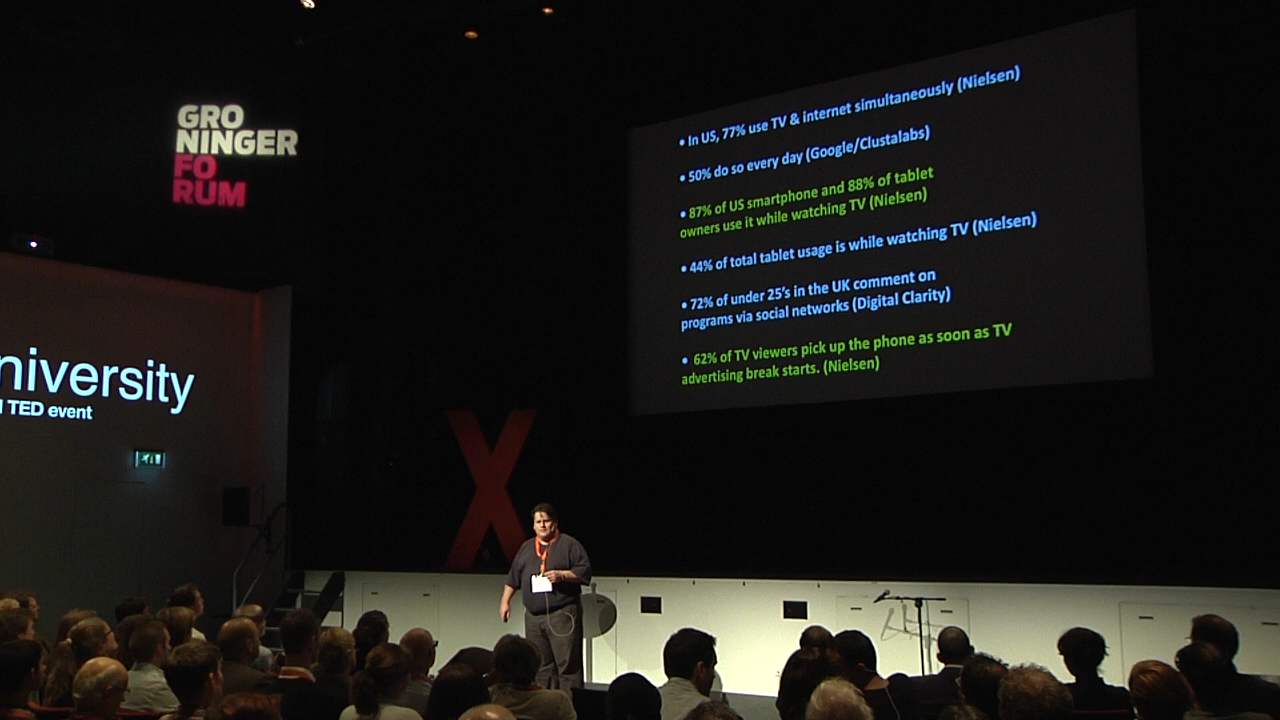 GRO
NINGER
FO
RUM
niversity
TED event
X
• In US, 77% use TV & internet simultaneously (Nielsen)
• 50% do so every day (Google/Clustalabs)
• 87% of US smartphone and 88% of tablet
owners use it while watching TV (Nielsen)
• 44% of total tablet usage is while watching TV (Nielsen)
• 72% of under 25's in the UK comment on
programs via social networks (Digital Clarity)
• 62% of TV viewers pick up the phone as soon as TV
advertising break starts. (Nielsen)